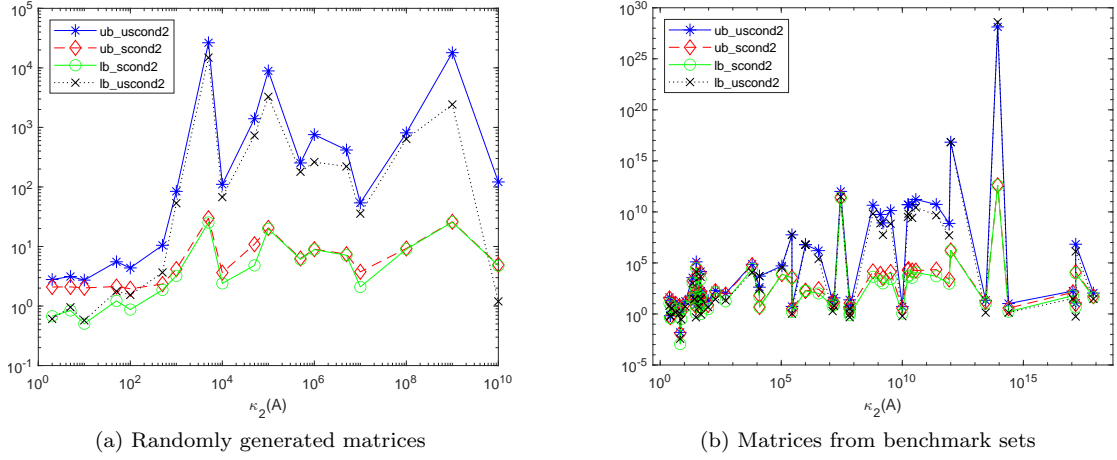 10^5
10^4
10^3
10^2
10^1
10^0
10^-1
ub_uscond2
ub_scond2
lb_scond2
lb_uscond2
10^0 10^2 10^4 10^6 10^8 10^10
κ_2(A)
(a) Randomly generated matrices
10^30
10^25
10^20
10^15
10^10
10^5
10^0
10^-5
ub_uscond2
ub_scond2
lb_scond2
lb_uscond2
10^0 10^5 10^10 10^15
κ_2(A)
(b) Matrices from benchmark sets